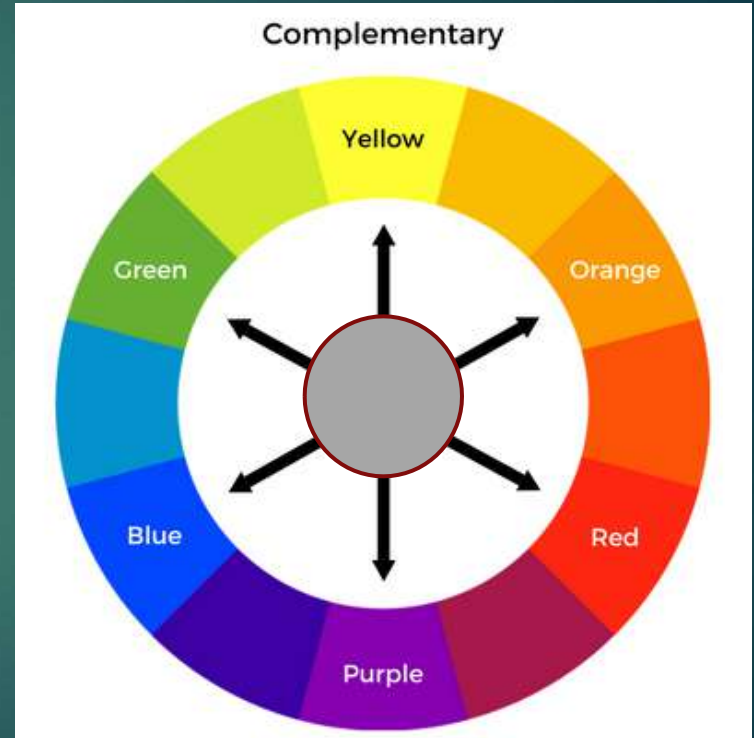 Complementary
Yellow
Green
Orange
Blue
Red
Purple